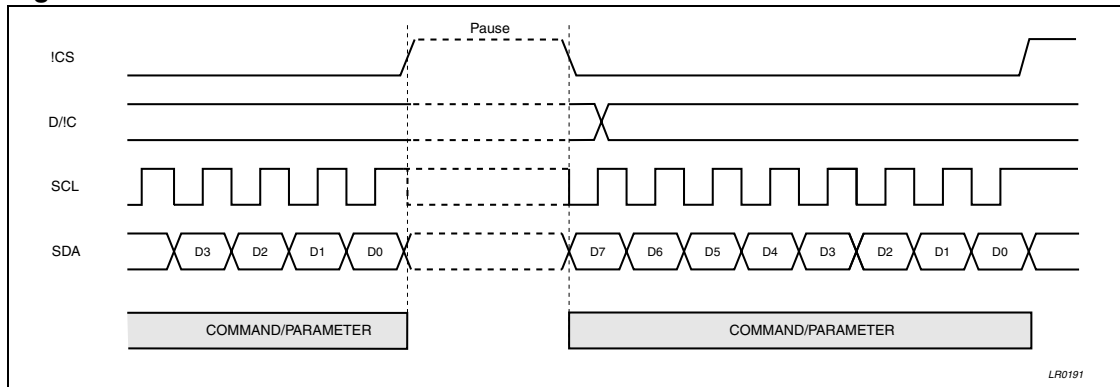 Pause
!CS
D/!C
SCL
SDA
D3 D2 D1 D0 D7 D6 D5 D4 D3 D2 D1 D0
COMMAND/PARAMETER COMMAND/PARAMETER
LR0191